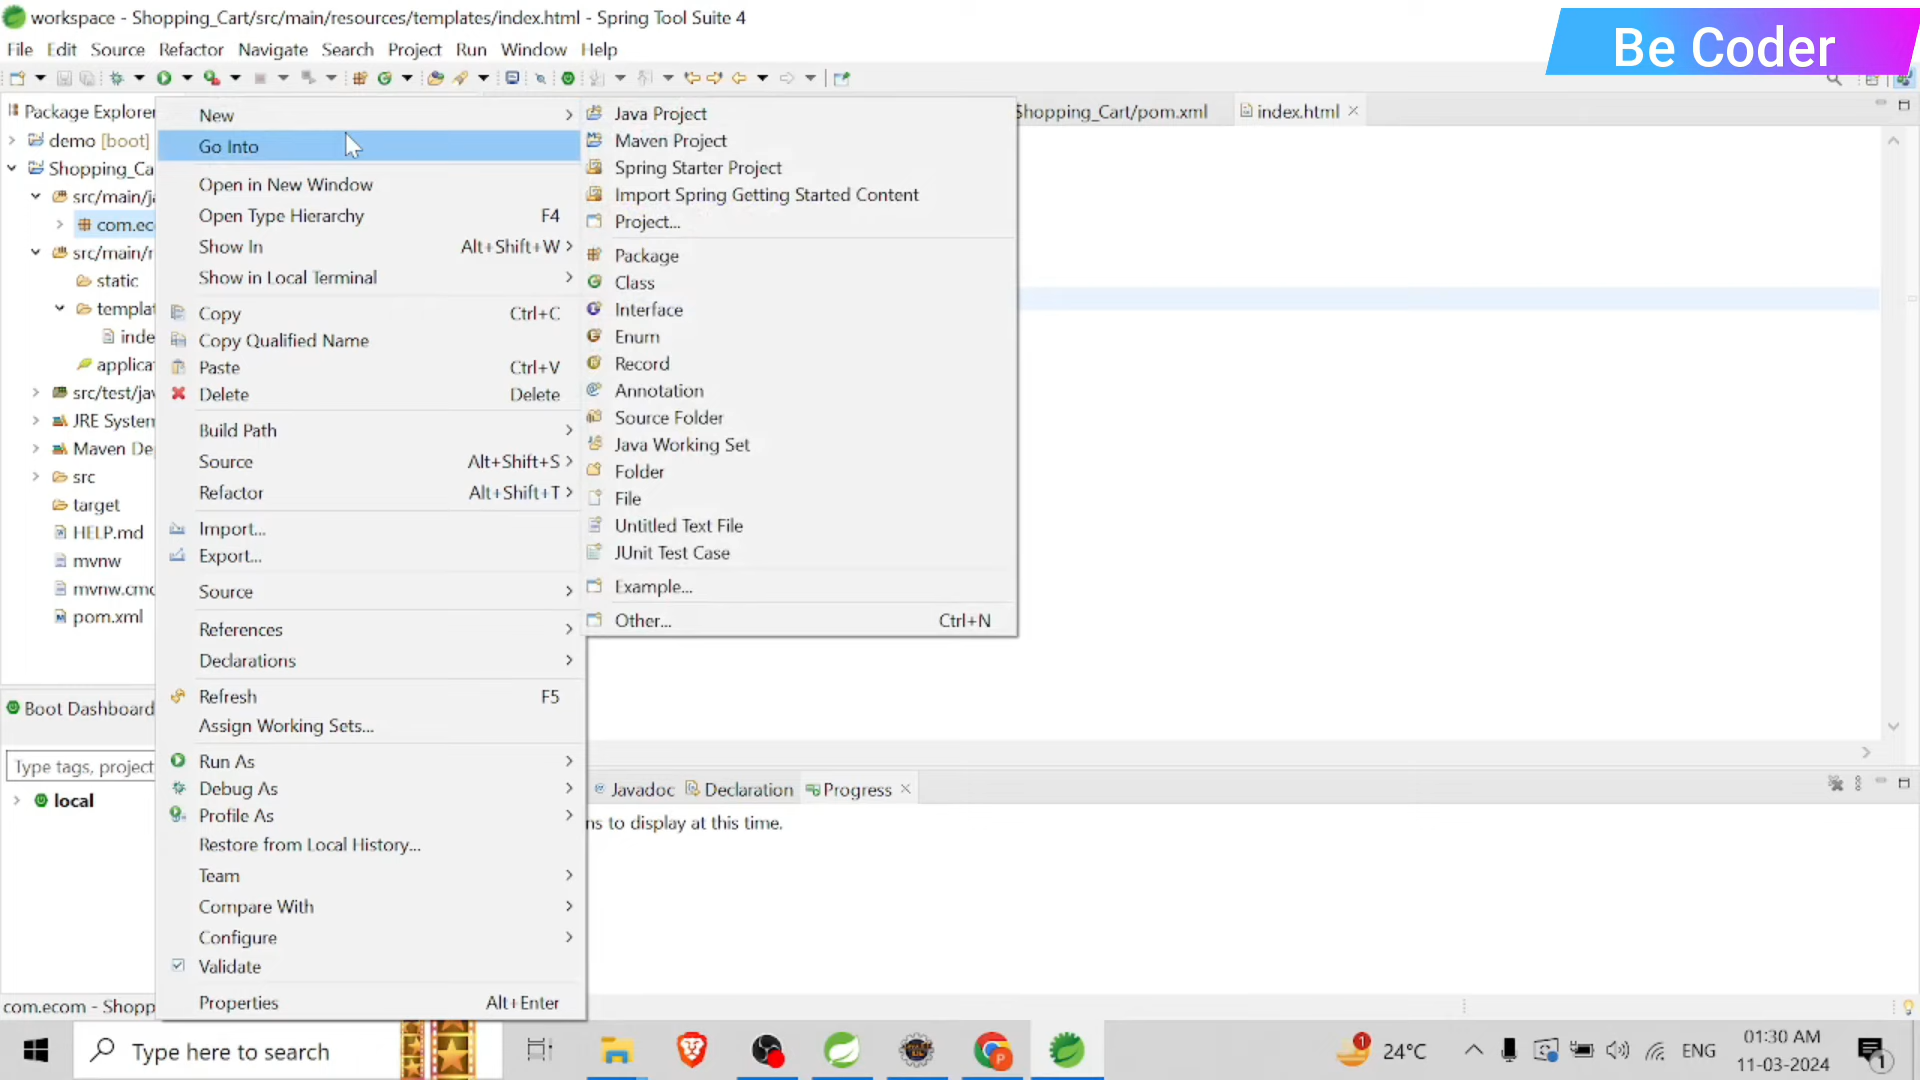 workspace - Shopping_Cart/src/main/resources/templates/index.html - Spring Tool Suite 4
Be Coder
File Edit Source Refactor Navigate Search Project Run Window Help
Package Explorer
Shopping_Cart/pom.xml
index.html
demo [boot]
Shopping_Ca
src/main/ja
com.eco
src/main/r
static
templat
inde
applicat
src/test/jav
JRE System
Maven De
src
target
HELP.md
mvnw
mvnw.cmd
pom.xml
New
Go Into
Open in New Window
Open Type Hierarchy F4
Show In Alt+Shift+W
Show in Local Terminal
Copy Ctrl+C
Copy Qualified Name
Paste Ctrl+V
Delete Delete
Build Path
Source Alt+Shift+S
Refactor Alt+Shift+T
Import...
Export...
Source
References
Declarations
Refresh F5
Assign Working Sets...
Run As
Debug As
Profile As
Restore from Local History...
Team
Compare With
Configure
Validate
Properties Alt+Enter
Java Project
Maven Project
Spring Starter Project
Import Spring Getting Started Content
Project...
Package
Class
Interface
Enum
Record
Annotation
Source Folder
Java Working Set
Folder
File
Untitled Text File
JUnit Test Case
Example...
Other... Ctrl+N
Boot Dashboard
Type tags, project
local
Javadoc Declaration Progress
ns to display at this time.
com.ecom - Shopp
Type here to search
1
24°C
ENG
01:30 AM
11-03-2024
1